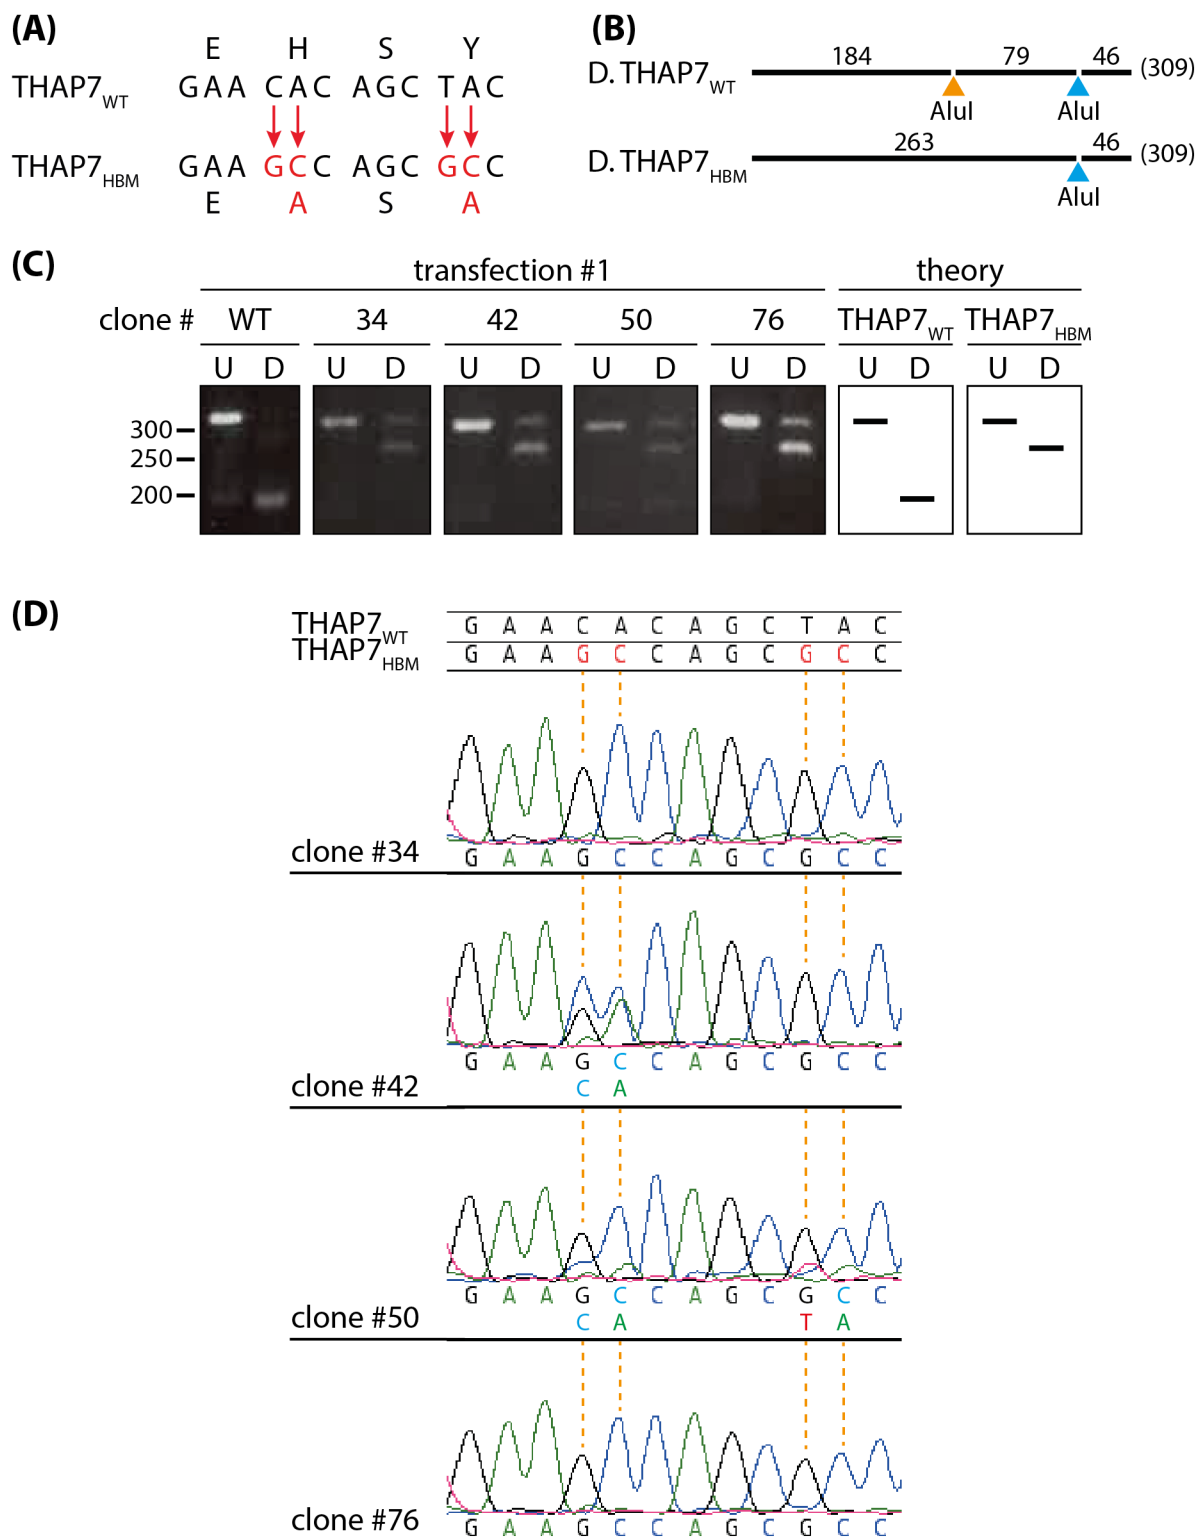 (A)
E H S Y
THAP7WT GAA CAC AGC TAC
THAP7HBM GAA GCC AGC GCC
E A S A
(B)
184 79 46
D. THAP7WT (309)
AluI AluI
263 46
D. THAP7HBM (309)
AluI
(C)
transfection #1 theory
clone # WT 34 42 50 76 THAP7WT THAP7HBM
U D U D U D U D U D U D U D
300
250
200
(D)
THAP7WT G A A C A C A G C T A C
THAP7HBM G A A G C C A G C G C C
clone #34 G A A G C C A G C G C C
G A A G C C A G C G C C
clone #42 C A
G A A G C C A G C G C C
clone #50 C A T A
clone #76 G A A G C C A G C G C C